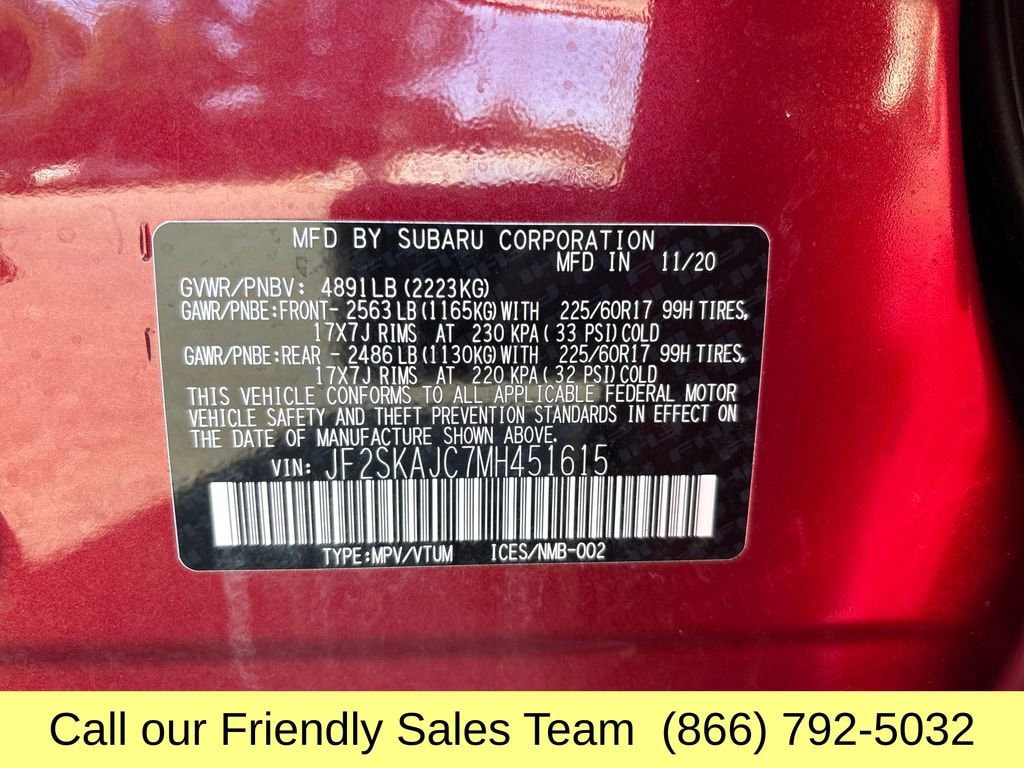 MFD BY SUBARU CORPORATION
MFD IN 11/20
GVWR/PNBV: 4891LB (2223KG)
GAWR/PNBE:FRONT- 2563LB (1165KG) WITH 225/60R17 99H TIRES,
17X7J RIMS AT 230 KPA( 33 PSI) COLD
GAWR/PNBE:REAR - 2486LB (1130KG) WITH 225/60R17 99H TIRES,
17X7J RIMS AT 220 KPA( 32 PSI) COLD
THIS VEHICLE CONFORMS TO ALL APPLICABLE FEDERAL MOTOR
VEHICLE SAFETY AND THEFT PREVENTION STANDARDS IN EFFECT ON
THE DATE OF MANUFACTURE SHOWN ABOVE.
VIN: JF2SKAJC7MH451615
TYPE:MPV/VTUM ICES/NMB-002
Call our Friendly Sales Team (866) 792-5032